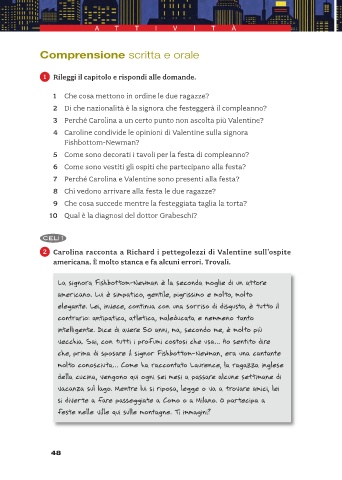 ATTIVITÀ
Comprensione scritta e orale
1 Rileggi il capitolo e rispondi alle domande.
1 Che cosa mettono in ordine le due ragazze?
2 Di che nazionalità è la signora che festeggerà il compleanno?
3 Perché Carolina a un certo punto non ascolta più Valentine?
4 Caroline condivide le opinioni di Valentine sulla signora
Fishbottom-Newman?
5 Come sono decorati i tavoli per la festa di compleanno?
6 Come sono vestiti gli ospiti che partecipano alla festa?
7 Perché Carolina e Valentine sono presenti alla festa?
8 Chi vedono arrivare alla festa le due ragazze?
9 Che cosa succede mentre la festeggiata taglia la torta?
10 Qual è la diagnosi del dottor Grabeschi?
CELI 1
2 Carolina racconta a Richard i pettegolezzi di Valentine sull'ospite
americana. È molto stanca e fa alcuni errori. Trovali.
La signora Fishbottom-Newman è la seconda moglie di un attore
americano. Lui è simpatico, gentile, pigrissimo e molto, molto
elegante. Lei, invece, continua con una sorriso di disgusto, è tutto il
contrario: antipatica, atletica, maleducata e nemmeno tanto
intelligente. Dice di avere 50 anni, ma, secondo me, è molto più
vecchia. Sai, con tutti i profumi costosi che usa... Ho sentito dire
che, prima di sposare il signor Fishbottom-Newman, era una cantante
molto conosciuta... Come ha raccontato Laurence, la ragazza inglese
della cucina, vengono qui ogni sei mesi a passare alcune settimane di
vacanza sul lago. Mentre lui si riposa, legge o va a trovare amici, lei
si diverte a fare passeggiate a Como o a Milano. O partecipa a
feste nelle ville qui sulle montagne. Ti immagini?
48